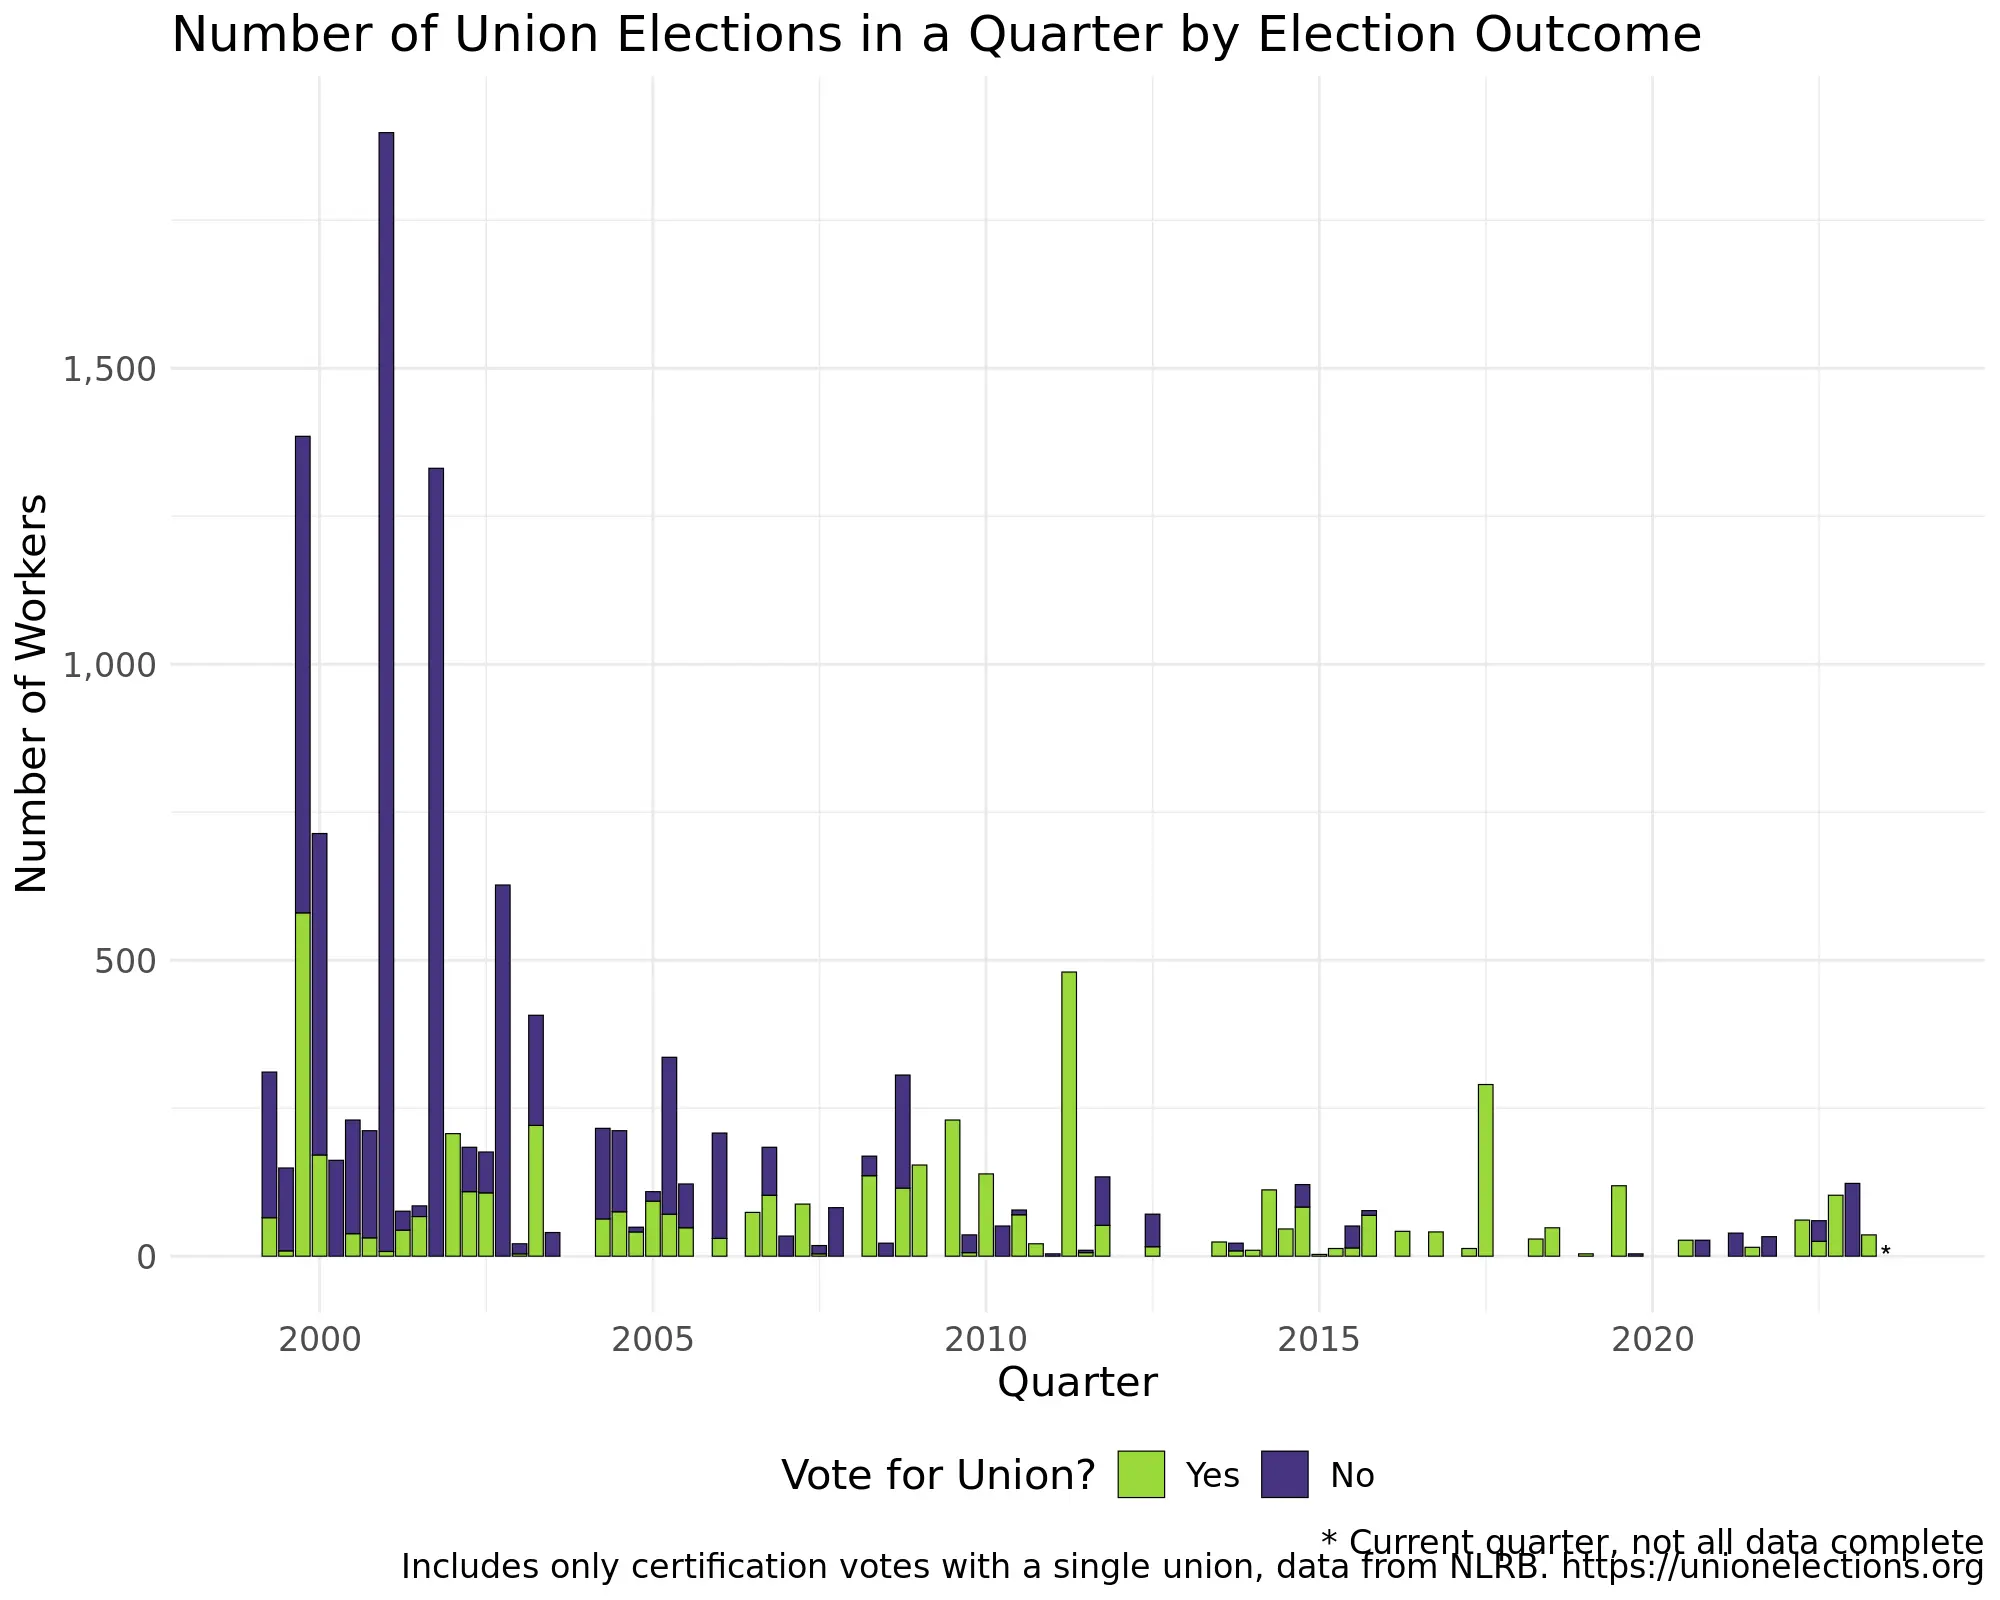 Number of Union Elections in a Quarter by Election Outcome
Number of Workers
1,500
1,000
500
0
*
2000 2005 2010 2015 2020
Quarter
Vote for Union? Yes No
* Current quarter, not all data complete
Includes only certification votes with a single union, data from NLRB. https://unionelections.org